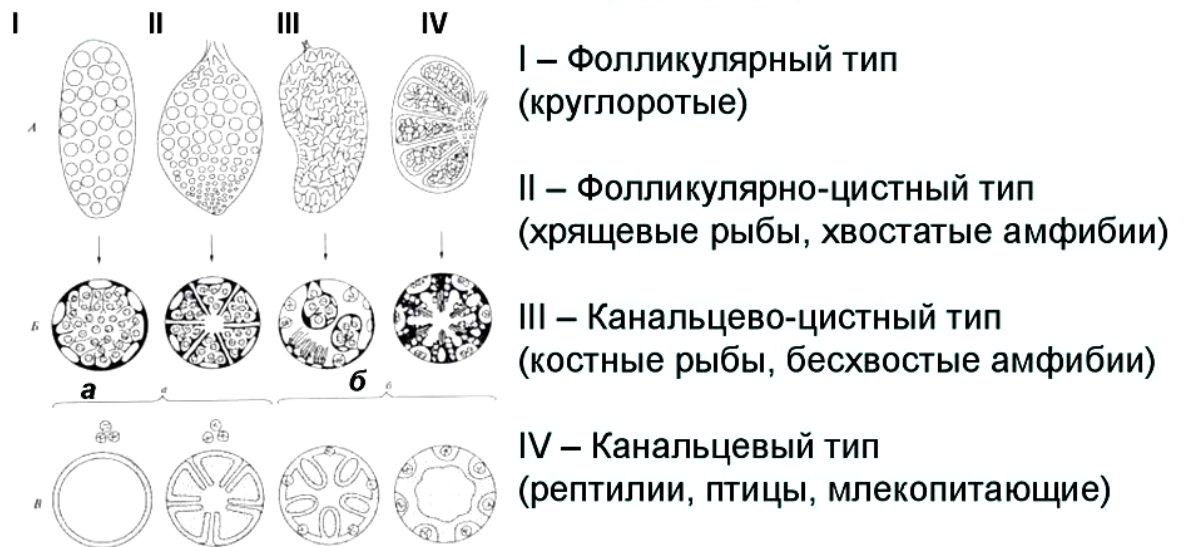 I II III IV
А
Б
В
а а б б
I – Фолликулярный тип
(круглоротые)
II – Фолликулярно-цистный тип
(хрящевые рыбы, хвостатые амфибии)
III – Канальцево-цистный тип
(костные рыбы, бесхвостые амфибии)
IV – Канальцевый тип
(рептилии, птицы, млекопитающие)